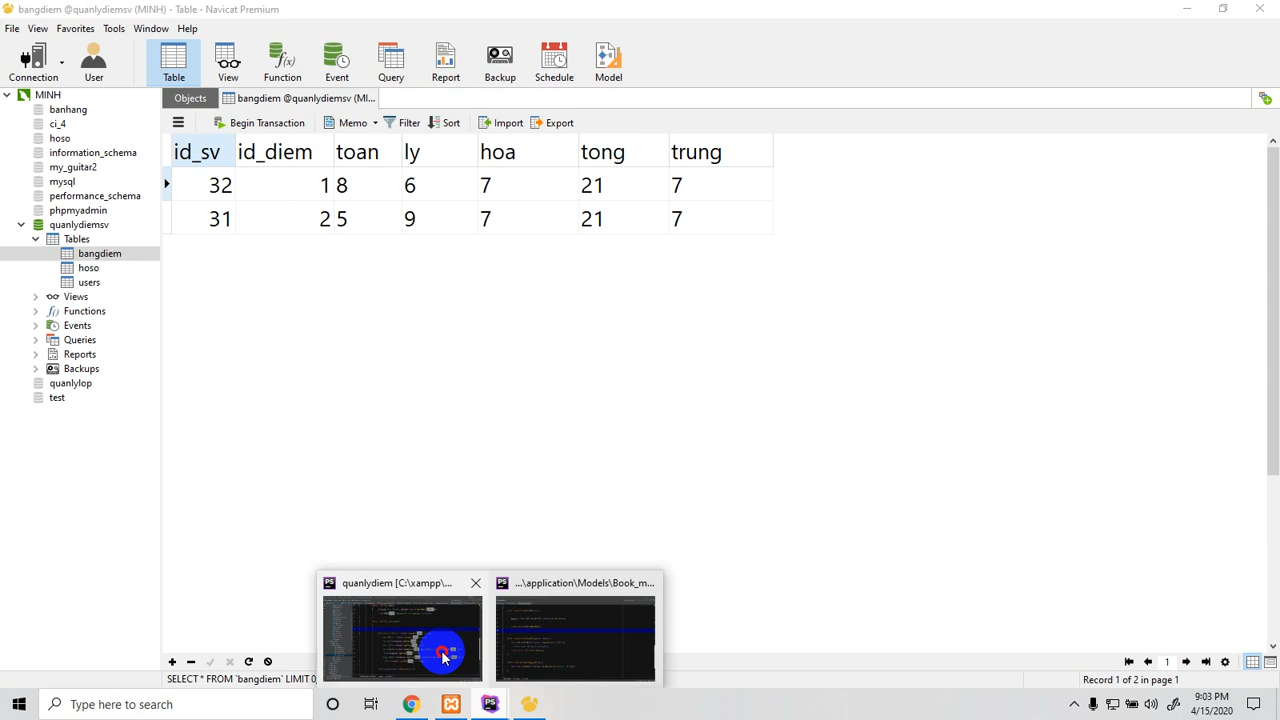 bangdiem @quanlydiemsv (MINH) - Table - Navicat Premium
File View Favorites Tools Window Help
Connection User Table View Function Event Query Report Backup Schedule Model
MINH
banhang
ci_4
hoso
information_schema
my_guitar2
mysql
performance_schema
phpmyadmin
quanlydiemsv
Tables
bangdiem
hoso
users
Views
Functions
Events
Queries
Reports
Backups
quanlylop
test
Objects bangdiem @quanlydiemsv (MI...
Begin Transactio Memo Filter Sort Import Export
id_sv id_diem toan ly hoa tong trung
32 1 8 6 7 21 7
31 2 5 9 7 21 7
quanlydiem [C:\xampp\... ...\application\Models\Book_m...
SELECT * FROM `bangdiem` LIMIT 0 Record 1 of 2 in page 1
Type here to search
:03 PM
4/15/2020